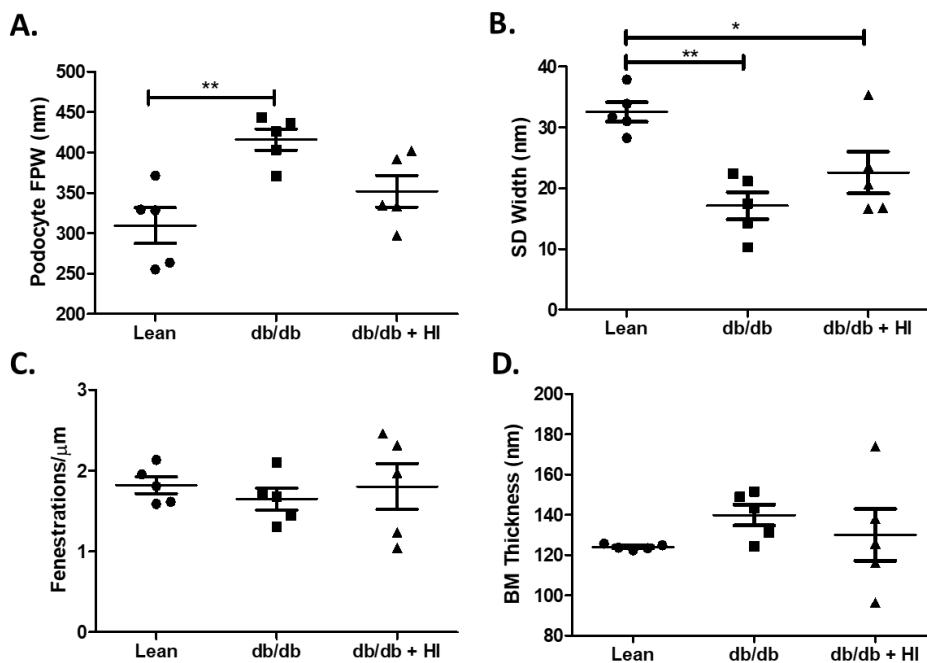 A.
Podocyte FPW (nm)
500
450
400
350
300
250
200
**
Lean db/db db/db + HI
B.
SD Width (nm)
40
30
20
10
0
*
**
Lean db/db db/db + HI
C.
Fenestrations/μm
3
2
1
0
Lean db/db db/db + HI
D.
BM Thickness (nm)
200
180
160
140
120
100
80
Lean db/db db/db + HI